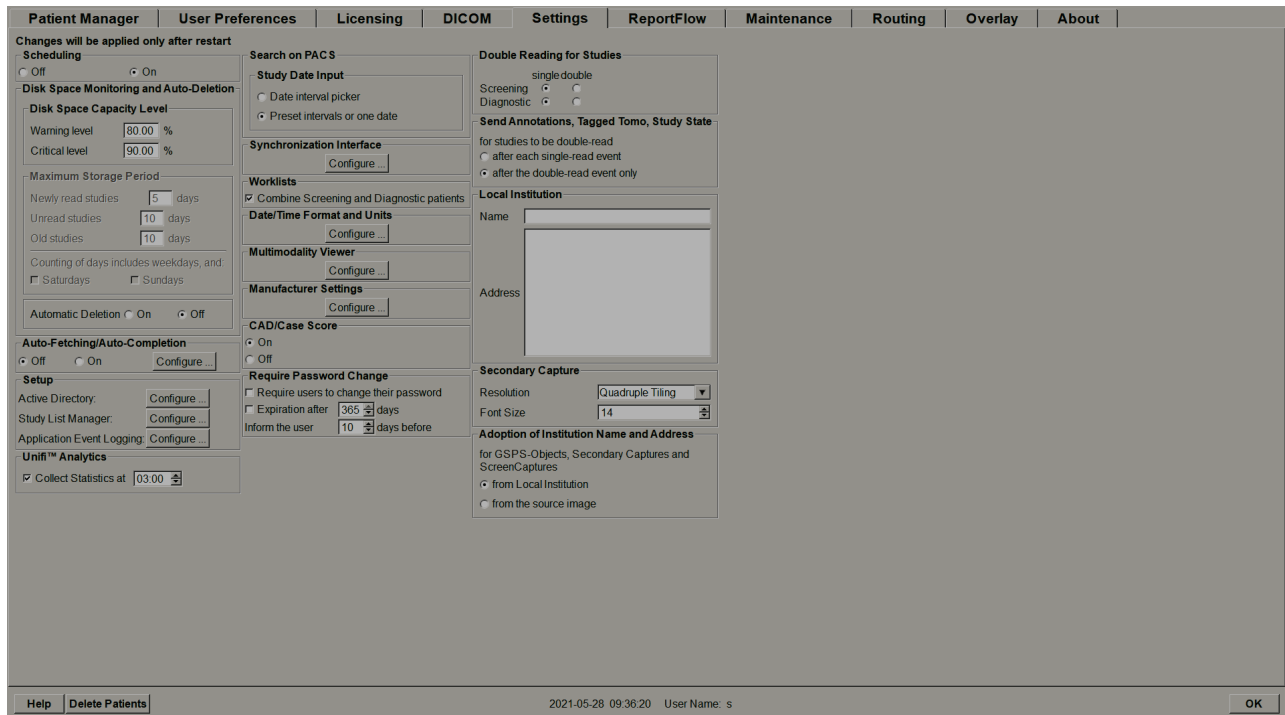 Patient Manager User Preferences Licensing DICOM Settings ReportFlow Maintenance Routing Overlay About
Changes will be applied only after restart
Scheduling
Off On
Disk Space Monitoring and Auto-Deletion
Disk Space Capacity Level
Warning level 80.00 %
Critical level 90.00 %
Maximum Storage Period
Newly read studies 5 days
Unread studies 10 days
Old studies 10 days
Counting of days includes weekdays, and:
Saturdays Sundays
Automatic Deletion On Off
Auto-Fetching/Auto-Completion
Off On Configure ...
Setup
Active Directory: Configure ...
Study List Manager: Configure ...
Application Event Logging: Configure ...
Unifi™ Analytics
Collect Statistics at 03:00
Search on PACS
Study Date Input
Date interval picker
Preset intervals or one date
Synchronization Interface
Configure ...
Worklists
Combine Screening and Diagnostic patients
Date/Time Format and Units
Configure ...
Multimodality Viewer
Configure ...
Manufacturer Settings
Configure ...
CAD/Case Score
On
Off
Require Password Change
Require users to change their password
Expiration after 365 days
Inform the user 10 days before
Double Reading for Studies
single double
Screening
Diagnostic
Send Annotations, Tagged Tomo, Study State
for studies to be double-read
after each single-read event
after the double-read event only
Local Institution
Name
Address
Secondary Capture
Resolution Quadruple Tiling
Font Size 14
Adoption of Institution Name and Address
for GSPS-Objects, Secondary Captures and
ScreenCaptures
from Local Institution
from the source image
Help Delete Patients 2021-05-28 09:36:20 User Name: s OK